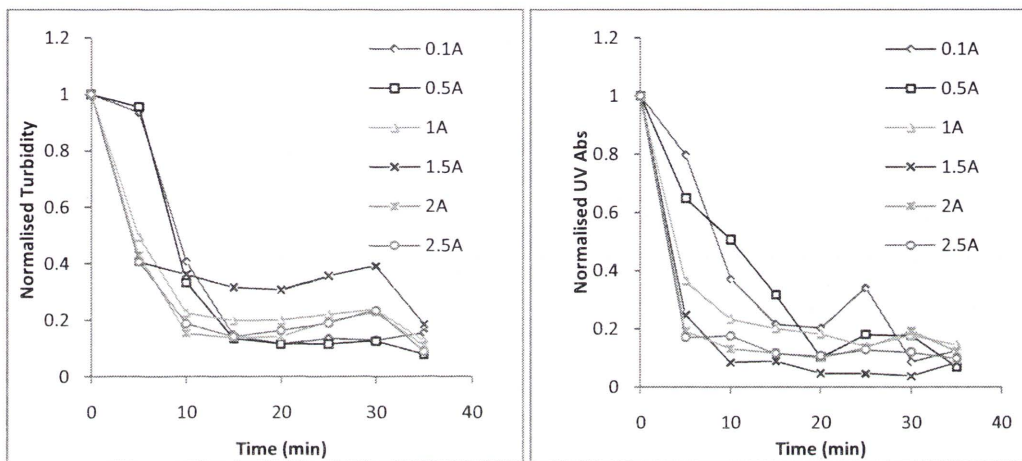 1.2
1
0.8
0.6
0.4
0.2
0
0 10 20 30 40
Normalised Turbidity
Time (min)
0.1A
0.5A
1A
1.5A
2A
2.5A
1.2
1
0.8
0.6
0.4
0.2
0
0 10 20 30 40
Normalised UV Abs
Time (min)
0.1A
0.5A
1A
1.5A
2A
2.5A